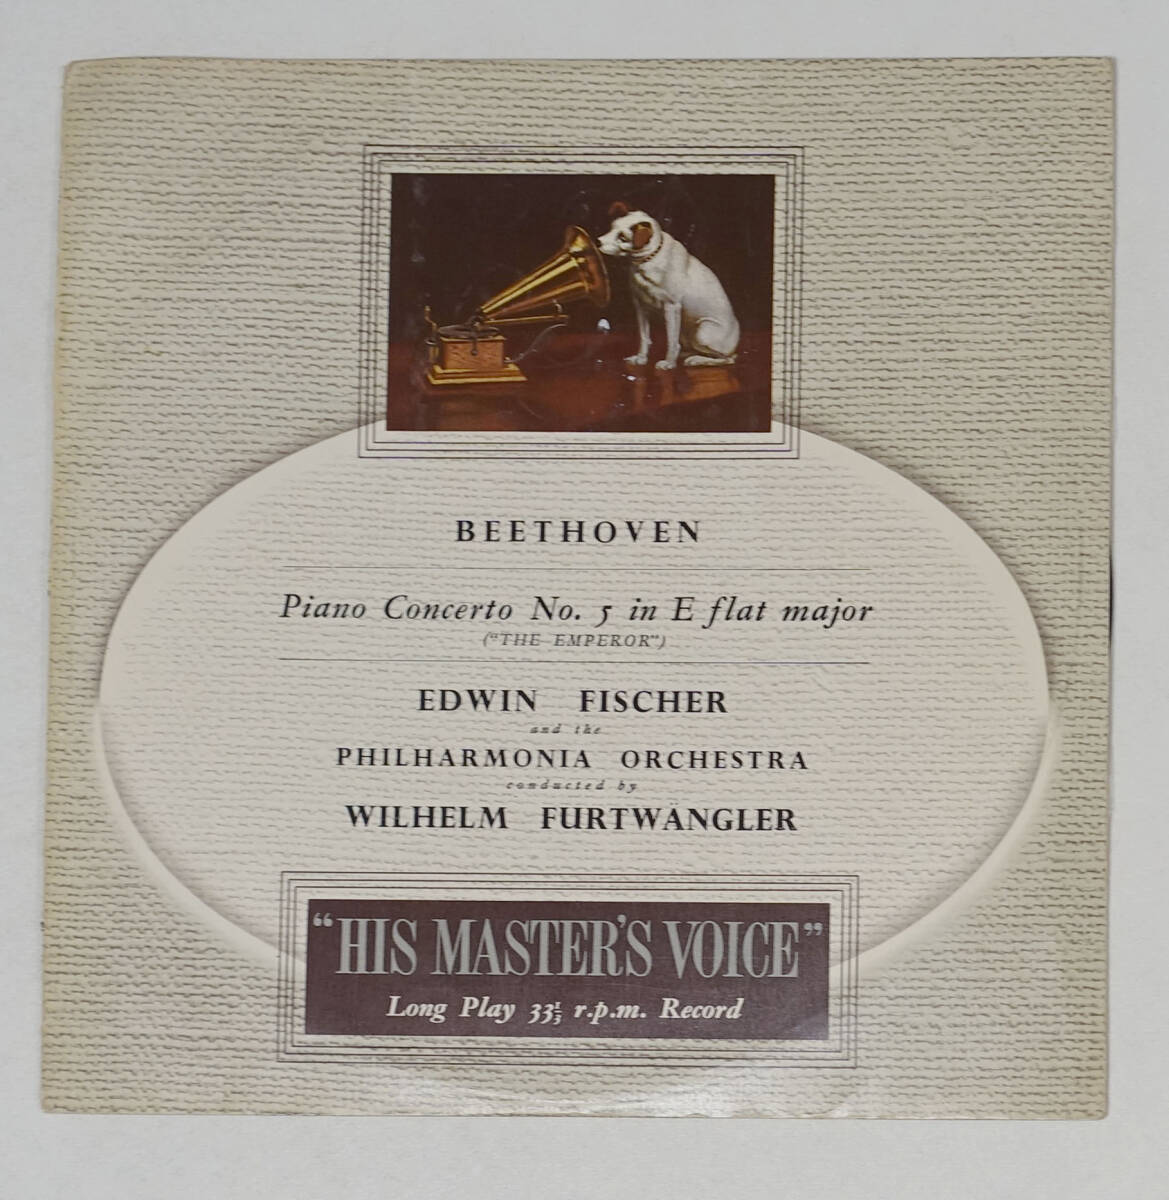 BEETHOVEN
Piano Concerto No. 5 in E flat major
("THE EMPEROR")
EDWIN FISCHER
and the
PHILHARMONIA ORCHESTRA
conducted by
WILHELM FURTWÄNGLER
“HIS MASTER'S VOICE”
Long Play 33⅓ r.p.m. Record